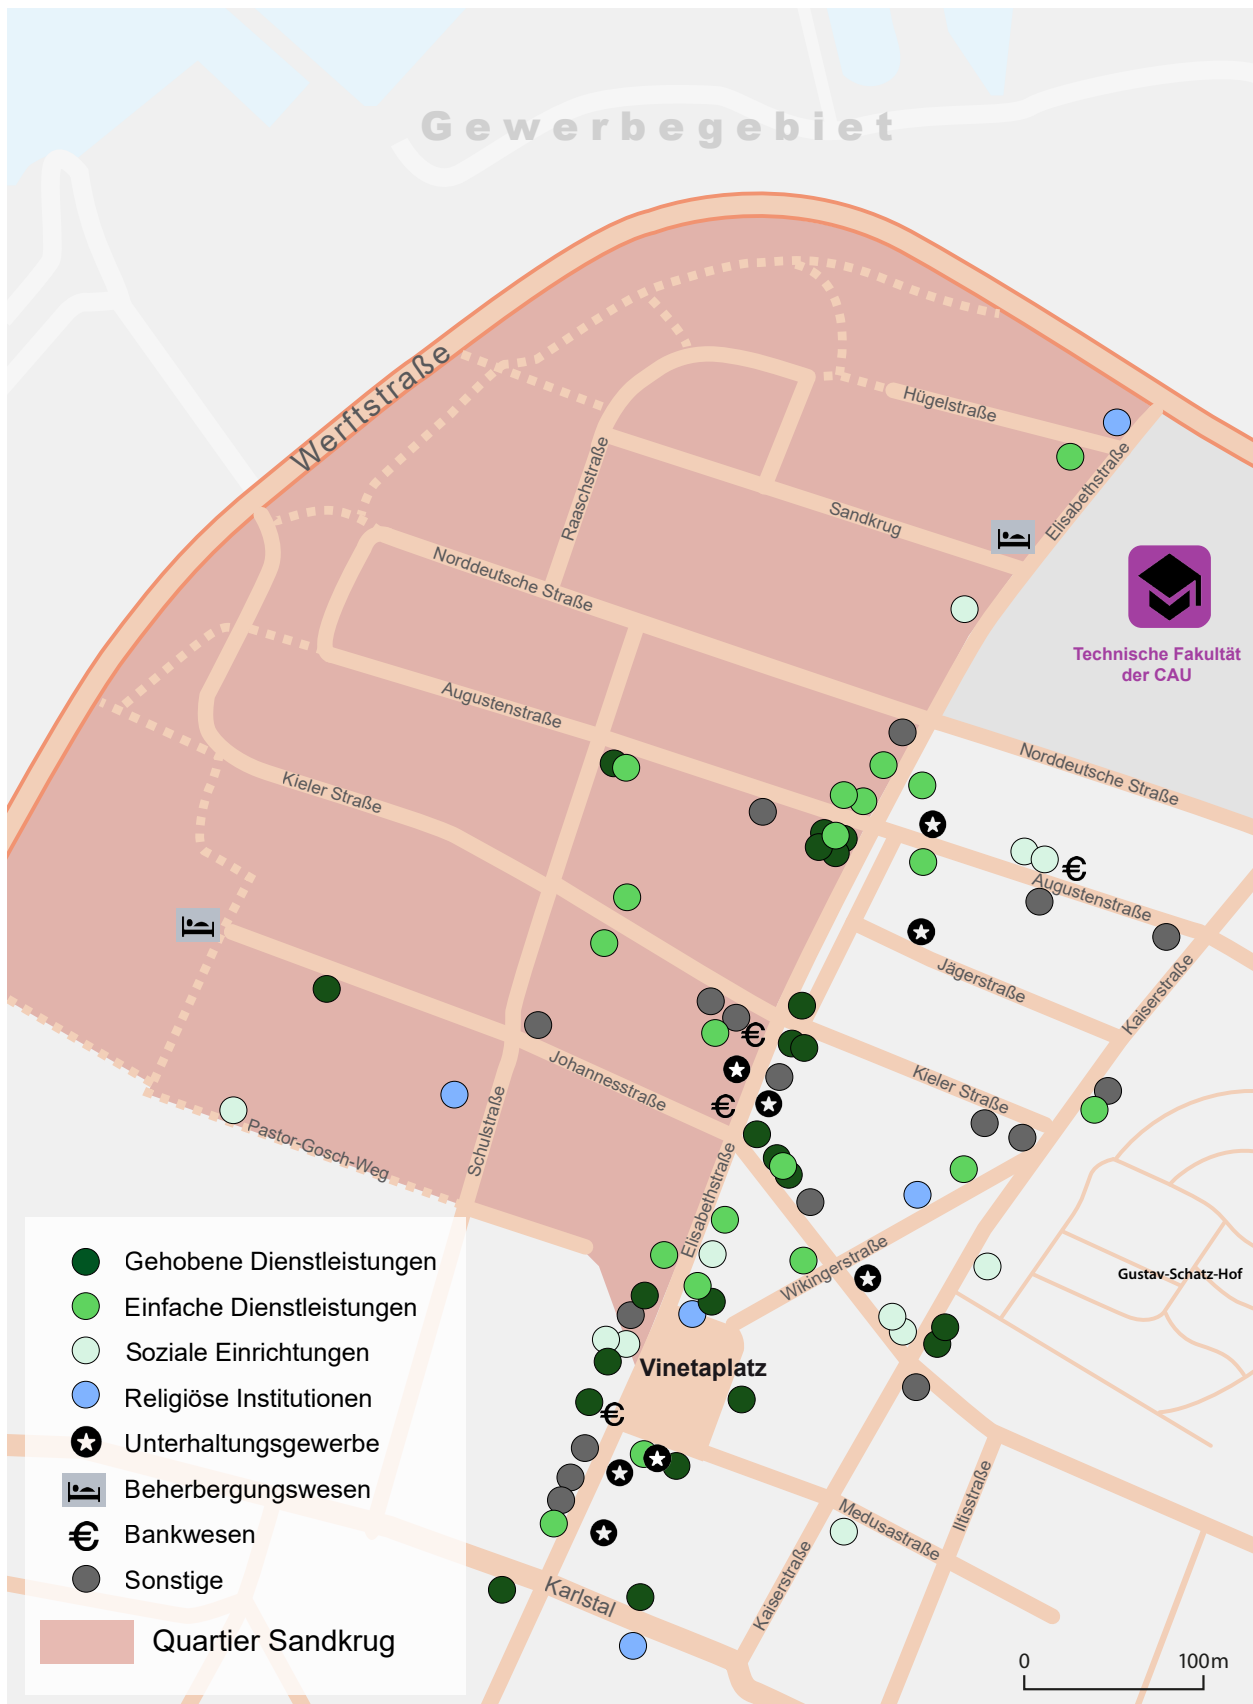 Gewerbegebiet
Werftstraße
Hügelstraße
Elisabethstraße
Raaschstraße
Sandkrug
Norddeutsche Straße
Technische Fakultät
der CAU
Augustenstraße
Norddeutsche Straße
Kieler Straße
€
Augustenstraße
Jägerstraße
Kaiserstraße
€
Johannesstraße
Kieler Straße
€
Schulstraße
Pastor-Gosch-Weg
Elisabethstraße
Wikingerstraße
Gustav-Schatz-Hof
Vinetaplatz
€
Medusastraße
Iltisstraße
Kaiserstraße
Karlstal
Gehobene Dienstleistungen
Einfache Dienstleistungen
Soziale Einrichtungen
Religiöse Institutionen
Unterhaltungsgewerbe
Beherbergungswesen
€ Bankwesen
Sonstige
Quartier Sandkrug
0 100m